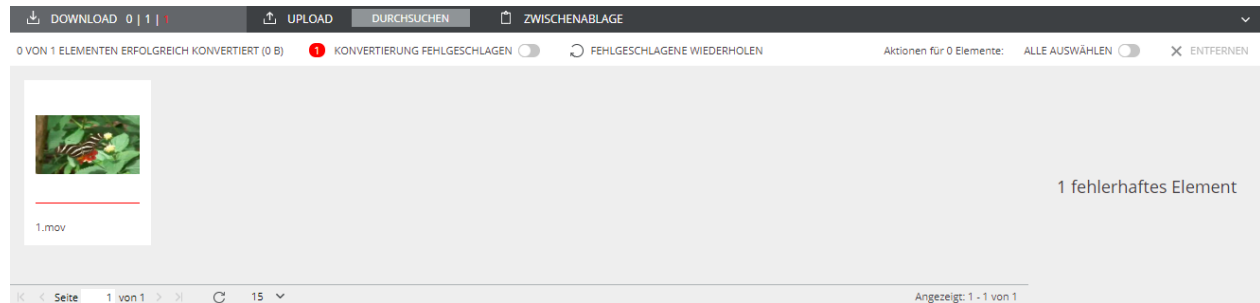 DOWNLOAD 0 | 1 | 1 UPLOAD DURCHSUCHEN ZWISCHENABLAGE
0 VON 1 ELEMENTEN ERFOLGREICH KONVERTIERT (0 B) 1 KONVERTIERUNG FEHLGESCHLAGEN FEHLGESCHLAGENE WIEDERHOLEN Aktionen für 0 Elemente: ALLE AUSWÄHLEN ENTFERNEN
1 fehlerhaftes Element
1.mov
Seite 1 von 1 15 Angezeigt: 1 - 1 von 1